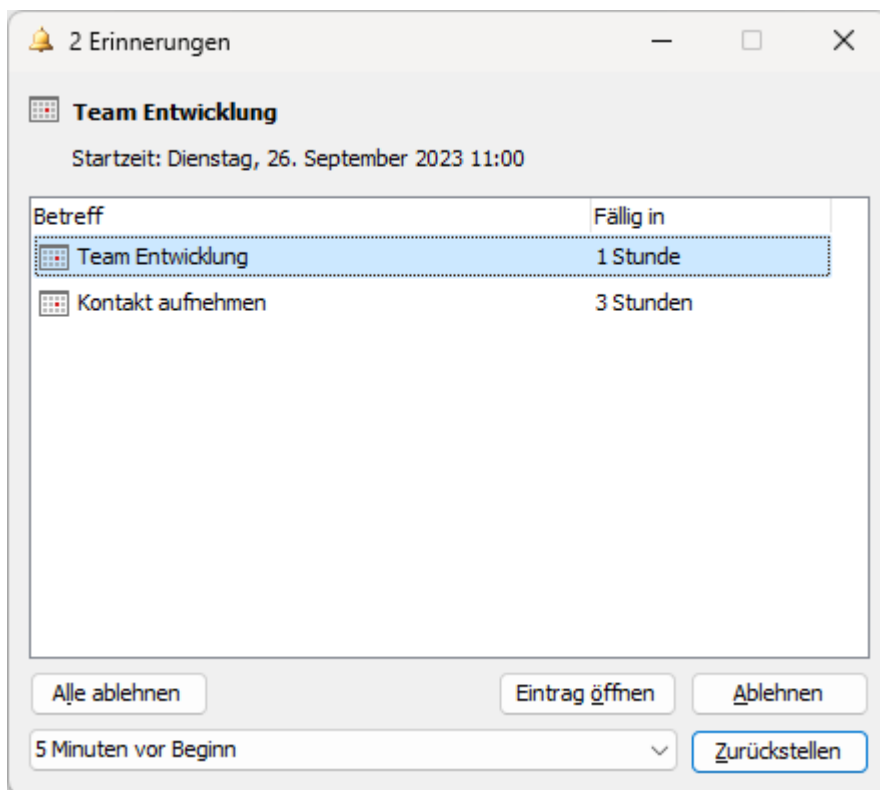 2 Erinnerungen
Team Entwicklung
Startzeit: Dienstag, 26. September 2023 11:00
Betreff Fällig in
Team Entwicklung 1 Stunde
Kontakt aufnehmen 3 Stunden
Alle ablehnen Eintrag öffnen Ablehnen
5 Minuten vor Beginn Zurückstellen